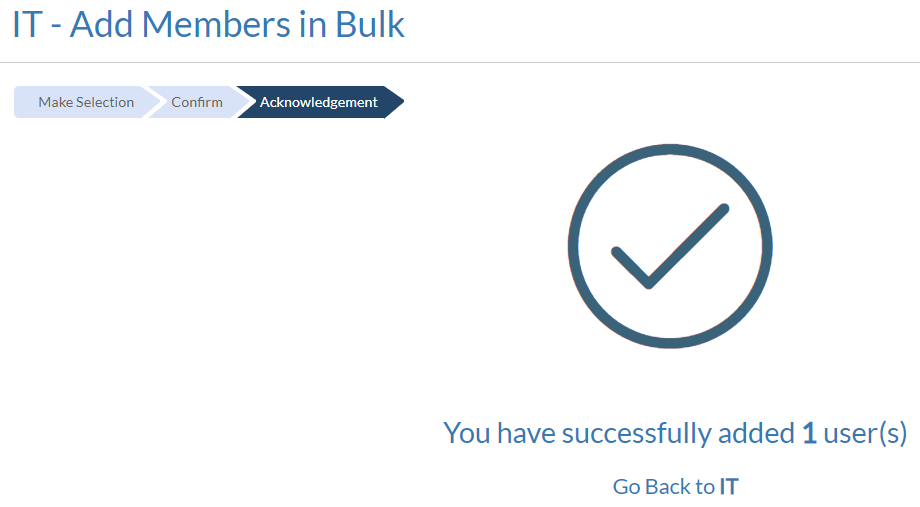 IT - Add Members in Bulk
Make Selection Confirm Acknowledgement
You have successfully added 1 user(s)
Go Back to IT